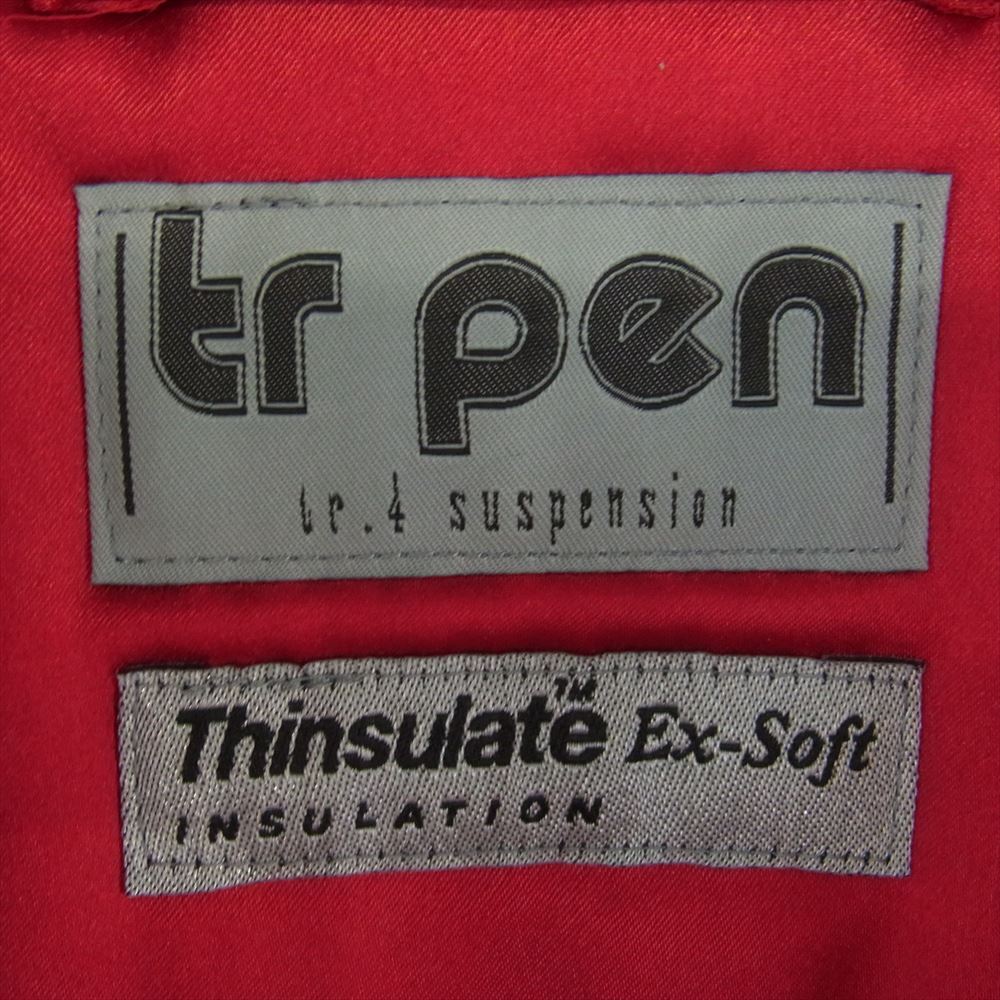 tr pen
tr.4 suspension
Thinsulate™ Ex-Soft
INSULATION